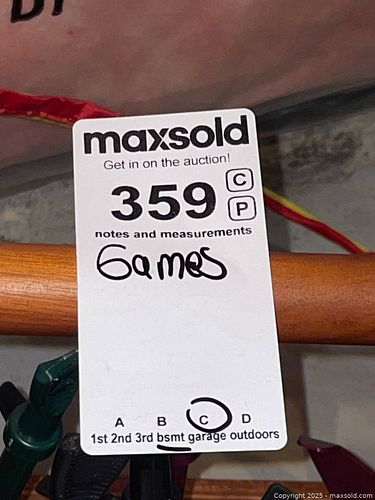 maxsold
Get in on the auction!
359 C
P
notes and measurements
Games
A B C D
1st 2nd 3rd bsmt garage outdoors
Copyright © 2025 - maxsold.com